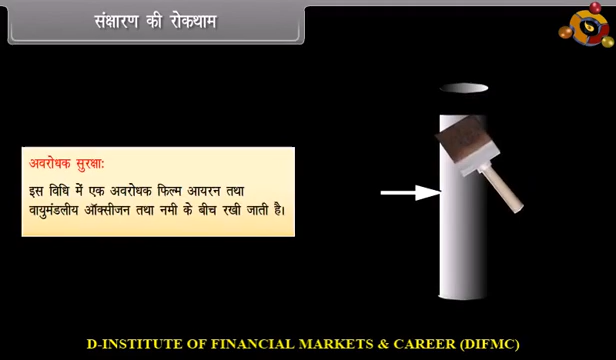 संक्षारण की रोकथाम
अवरोधक सुरक्षा:
इस विधि में एक अवरोधक फिल्म आयरन तथा
वायुमंडलीय ऑक्सीजन तथा नमी के बीच रखी जाती है।
D-INSTITUTE OF FINANCIAL MARKETS & CAREER (DIFMC)